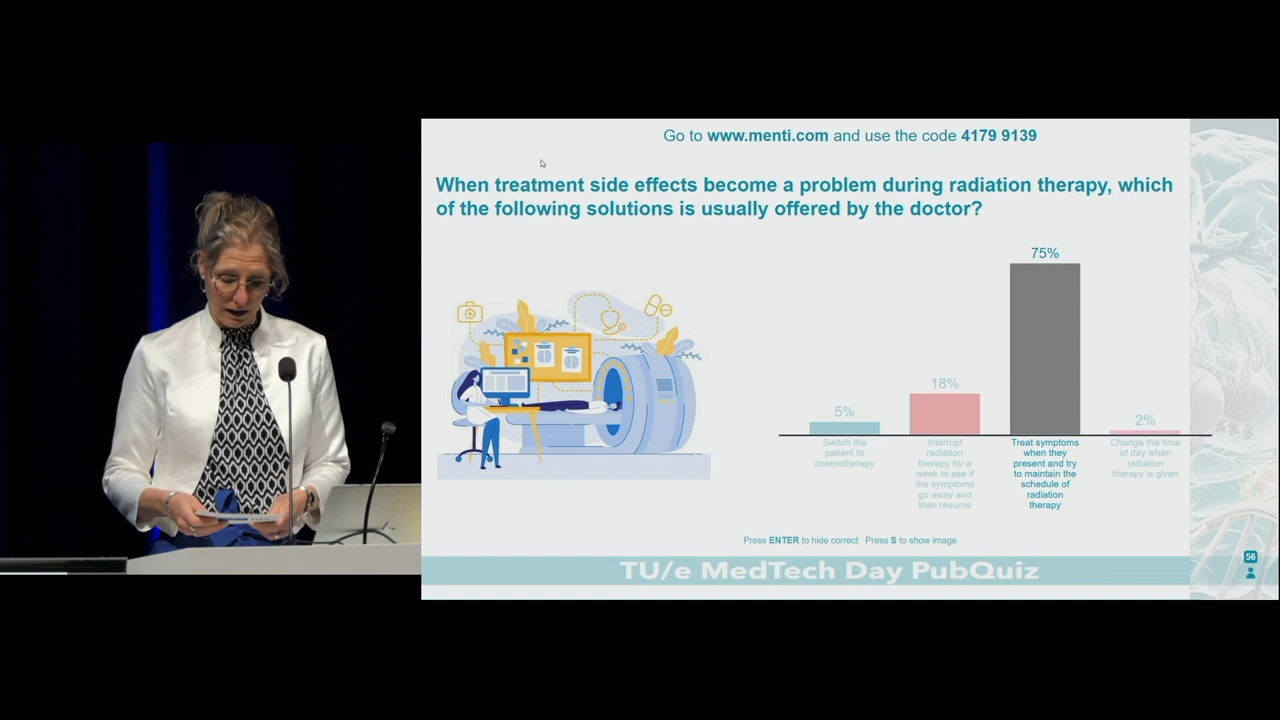 Go to www.menti.com and use the code 4179 9139
When treatment side effects become a problem during radiation therapy, which
of the following solutions is usually offered by the doctor?
5%
18%
75%
2%
Switch the
patient to
chemotherapy
Interrupt
radiation
therapy for a
week to see if
the symptoms
go away and
then resume
Treat symptoms
when they
present and try
to maintain the
schedule of
radiation
therapy
Change the time
of day when
radiation
therapy is given
Press ENTER to hide correct Press S to show image
TU/e MedTech Day PubQuiz
56